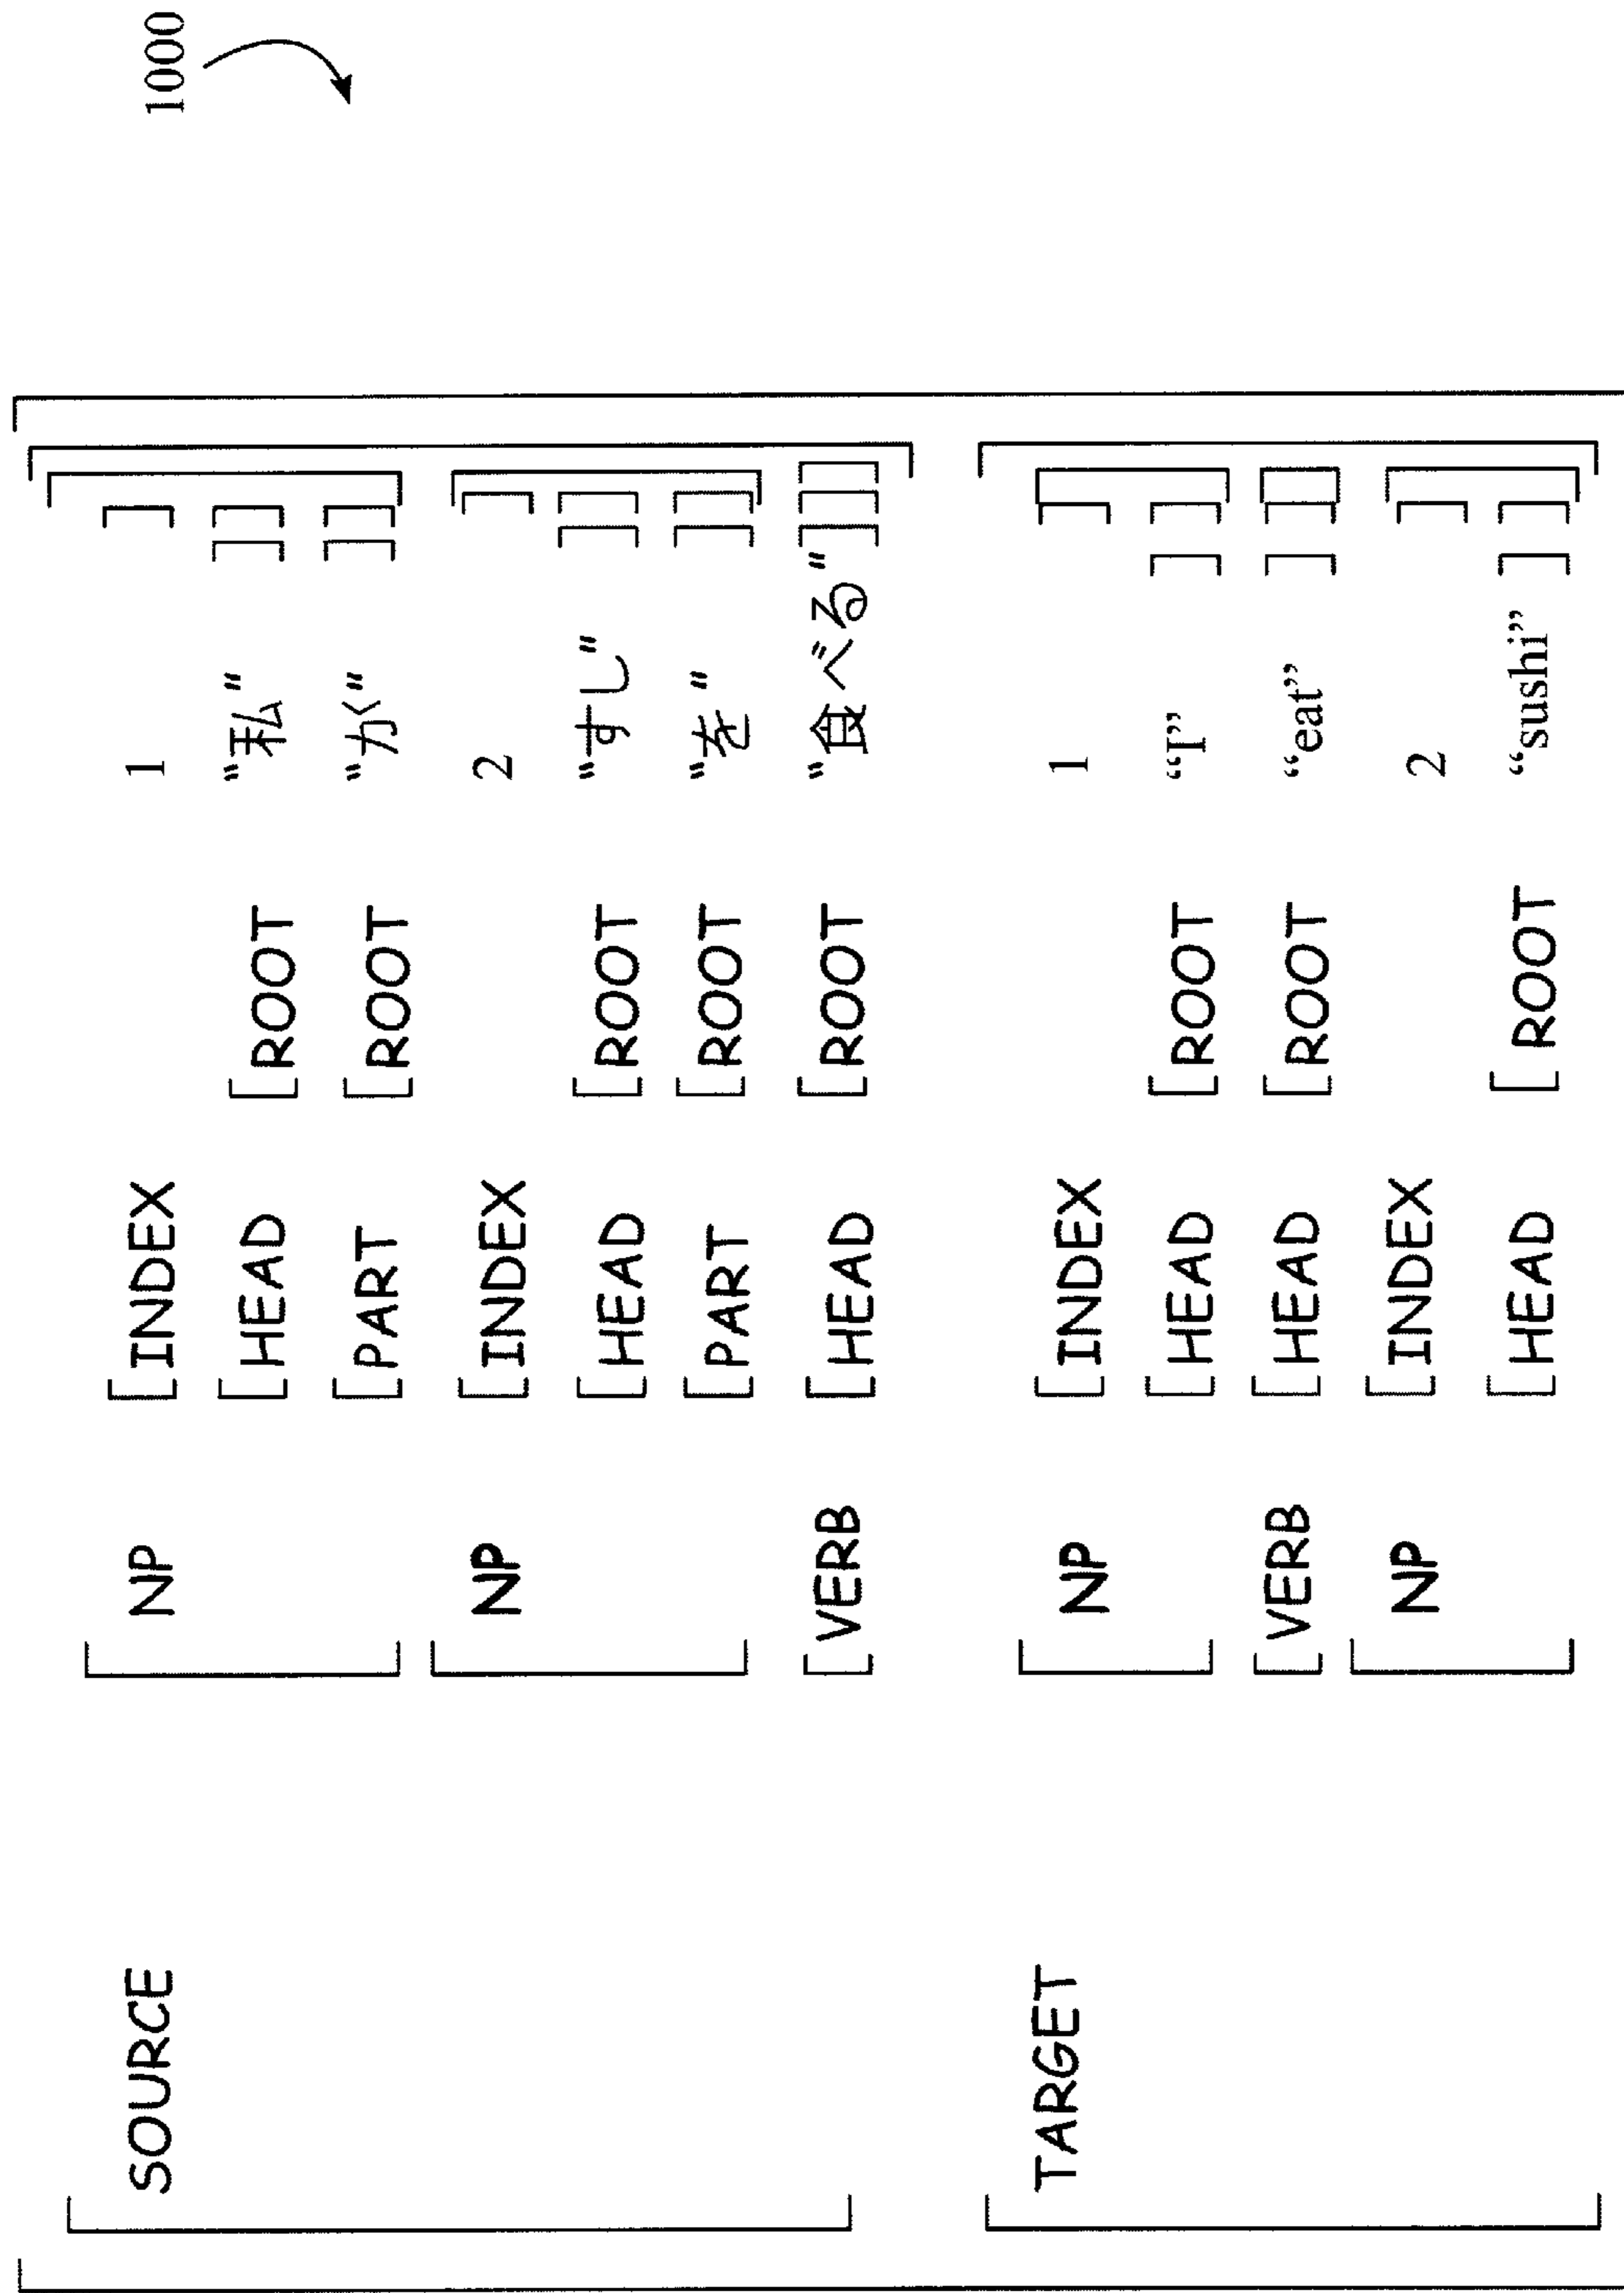 1000
SOURCE NP [INDEX 1 ]
[HEAD [ROOT "私" ]]
[PART [ROOT "が" ]]
NP [INDEX 2 ]
[HEAD [ROOT "すし" ]]
[PART [ROOT "を" ]]
[VERB [HEAD [ROOT "食べる" ]]]
TARGET NP [INDEX 1 ]
[HEAD [ROOT “I” ]]
[VERB [HEAD [ROOT “eat” ]]]
NP [INDEX 2 ]
[HEAD [ROOT “sushi” ]]